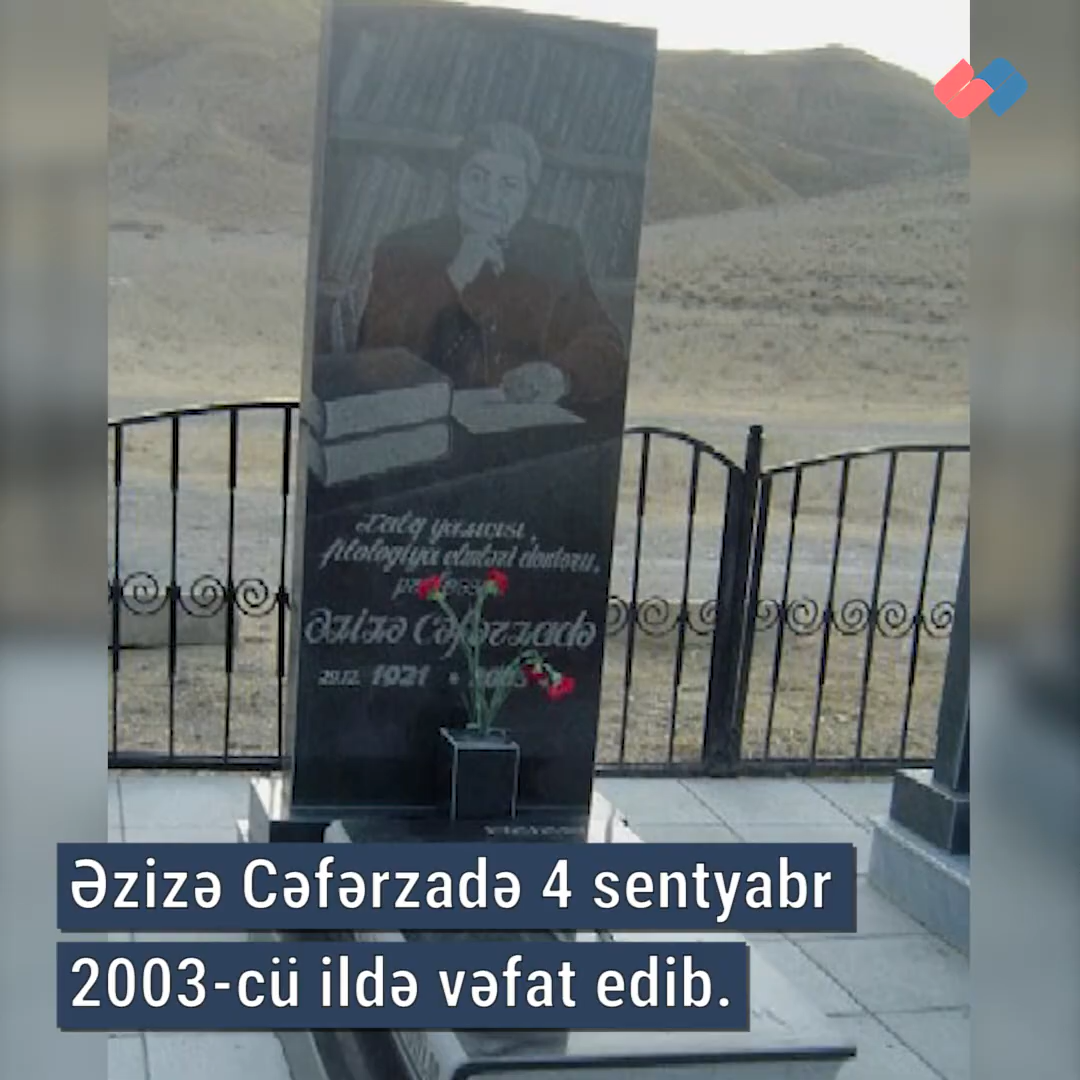 Xalq yazıçısı,
filologiya elmləri doktoru,
Əzizə Cəfərzadə
29.12. 1921 * 2003
Əzizə Cəfərzadə 4 sentyabr
2003-cü ildə vəfat edib.